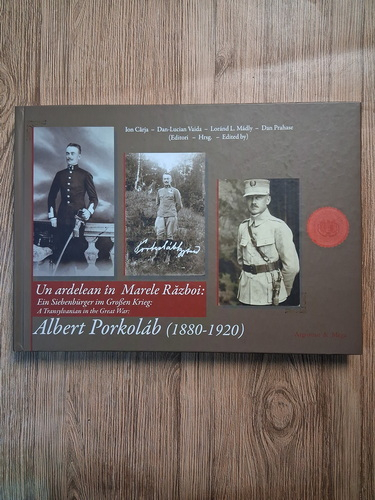 Ion Cârja – Dan-Lucian Vaida – Loránd L. Mádly – Dan Prahase
(Editori – Hrsg. – Edited by)
Un ardelean în Marele Război:
Ein Siebenbürger im Großen Krieg:
A Transylvanian in the Great War:
Albert Porkoláb (1880-1920)